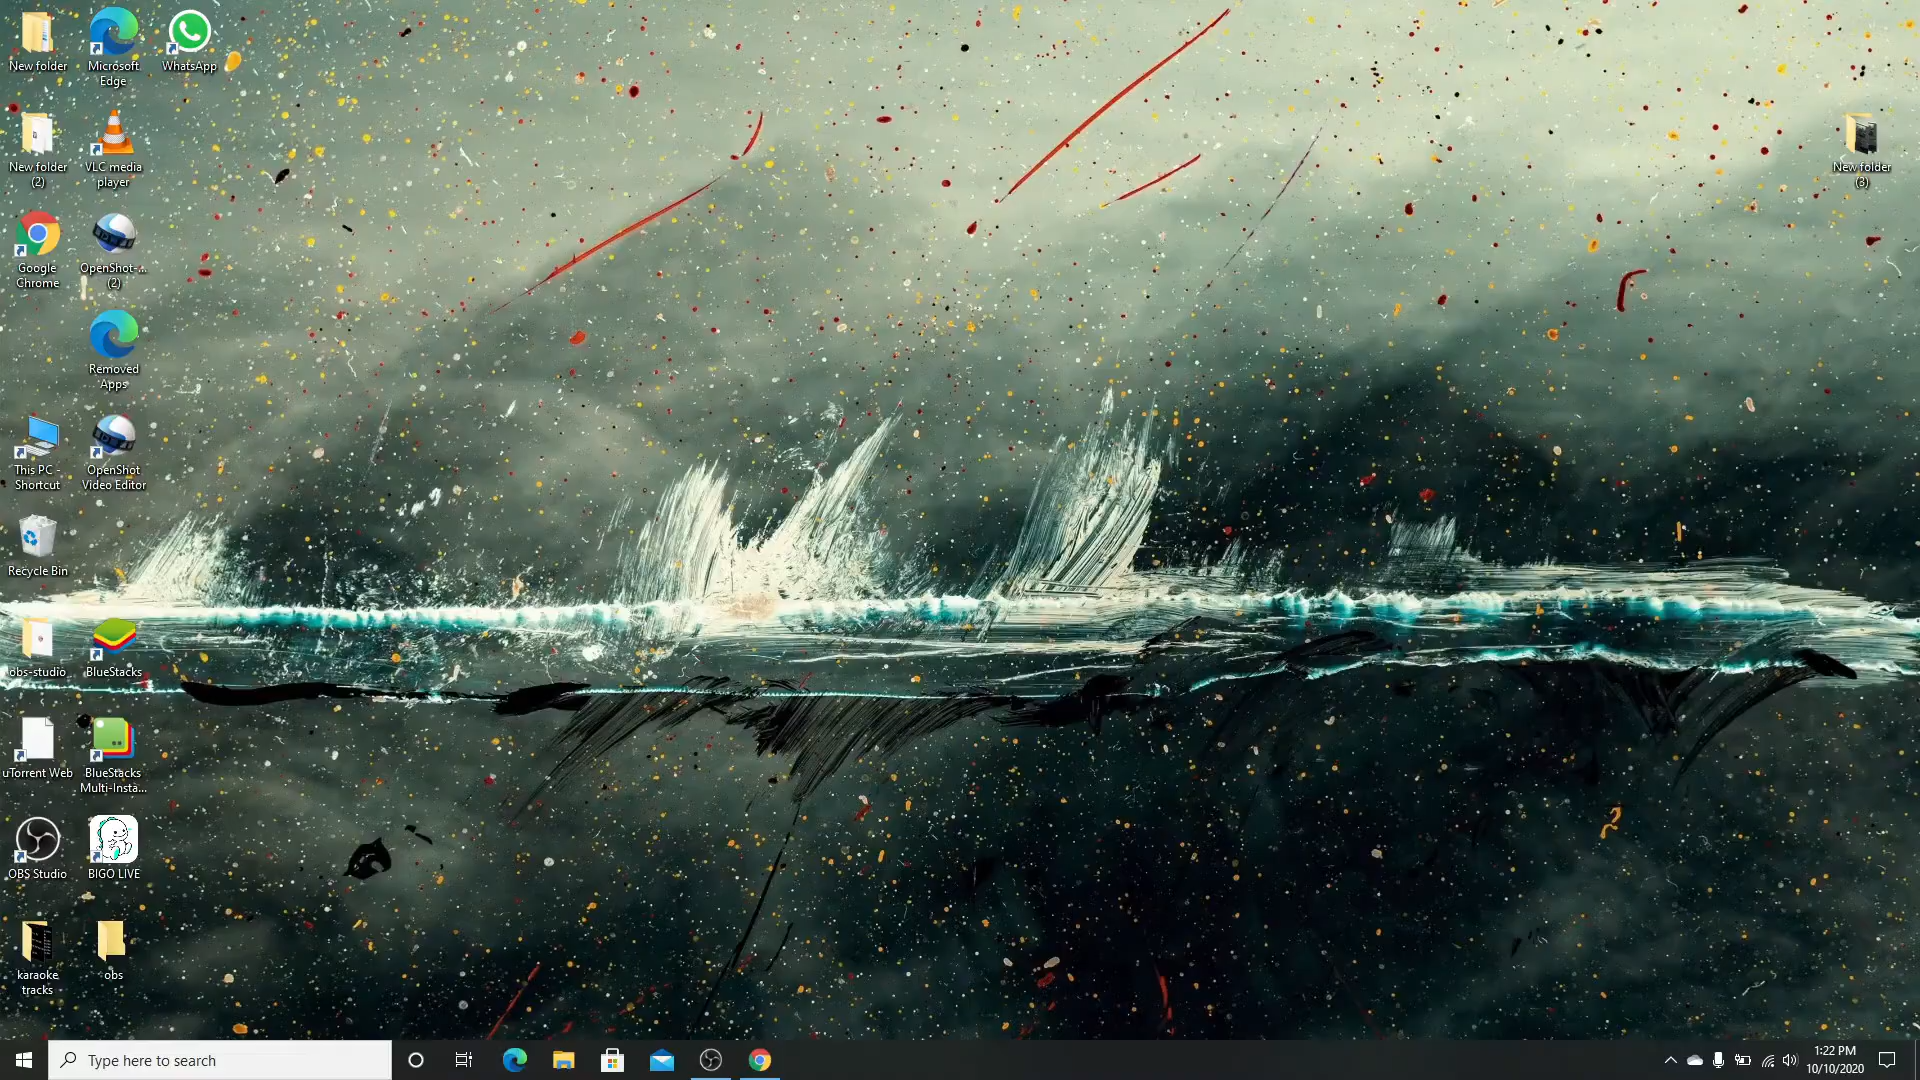 New folder
Microsoft
Edge
WhatsApp
New folder
(2)
VLC media
player
New folder
(3)
Google
Chrome
OpenShot-...
(2)
Removed
Apps
This PC -
Shortcut
OpenShot
Video Editor
Recycle Bin
obs-studio
BlueStacks
uTorrent Web
BlueStacks
Multi-Insta...
OBS Studio
BIGO LIVE
karaoke
tracks
obs
Type here to search
1:22 PM
10/10/2020